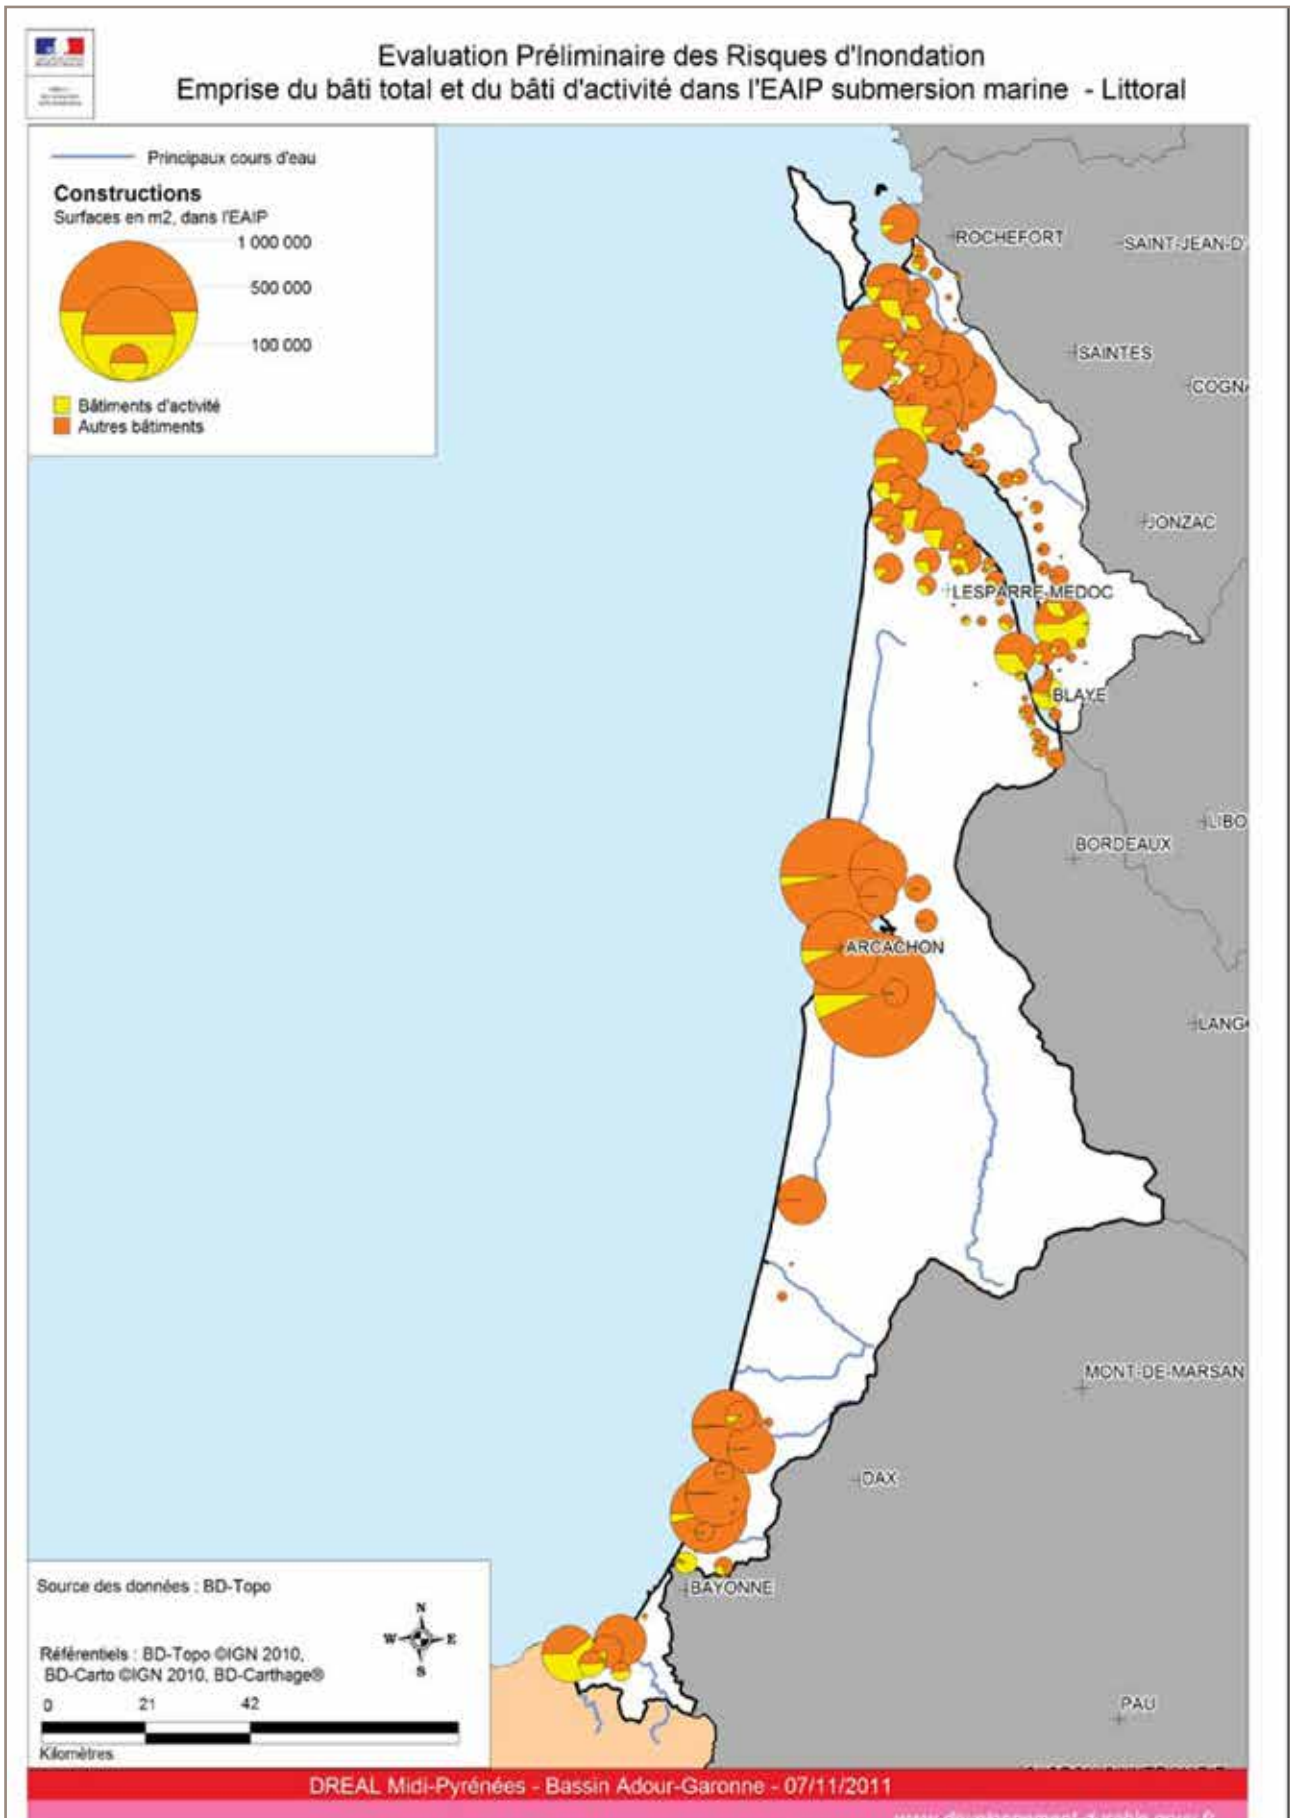 Evaluation Préliminaire des Risques d'Inondation
Emprise du bâti total et du bâti d'activité dans l'EAIP submersion marine - Littoral
Principaux cours d'eau
Constructions
Surfaces en m2, dans l'EAIP
1 000 000
500 000
100 000
Bâtiments d'activité
Autres bâtiments
ROCHEFORT
SAINT-JEAN-D'
SAINTES
COGNA
JONZAC
LESPARRE-MEDOC
BLAYE
LIBO
BORDEAUX
ARCACHON
LANG
MONT-DE-MARSAN
DAX
BAYONNE
PAU
Source des données : BD-Topo
N
W E
S
Référentiels : BD-Topo ©IGN 2010,
BD-Carto ©IGN 2010, BD-Carthage®
0 21 42
Kilomètres
DREAL Midi-Pyrénées - Bassin Adour-Garonne - 07/11/2011